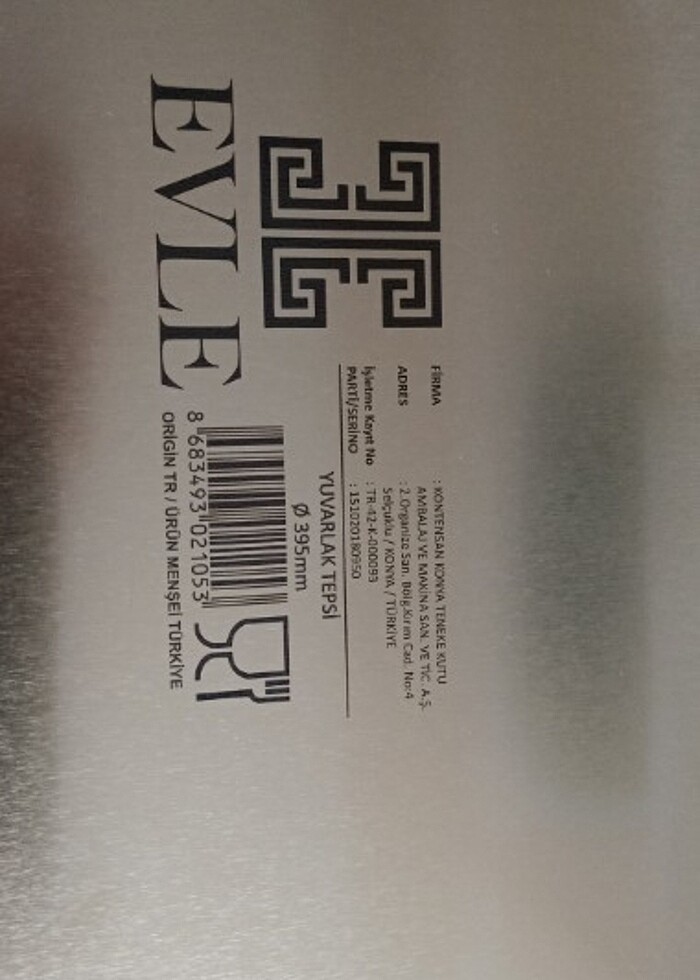 EVLE
FİRMA : KONTENSAN KONYA TENEKE KUTU
AMBALAJ VE MAKİNA SAN. VE TİC. A.Ş.
ADRES : 2.Organize San. Bölg.Kırım Cad. No:4
Selçuklu / KONYA / TÜRKİYE
İşletme Kayıt No : TR-42-K-000093
PARTİ/SERİNO : 151020180950
YUVARLAK TEPSİ
Ø 395mm
8 683493 021053
ORİGİN TR / ÜRÜN MENŞEİ TÜRKİYE